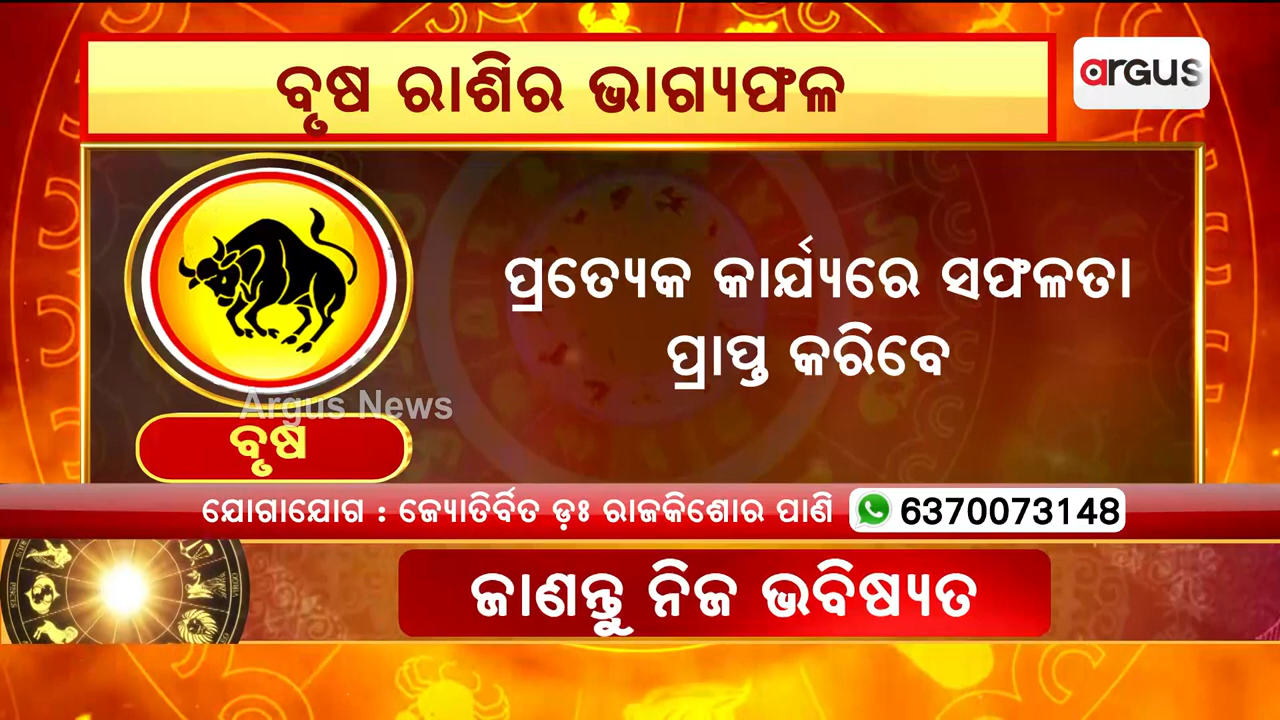 ବୃଷ ରାଶିର ଭାଗ୍ୟଫଳ
argus
ପ୍ରତ୍ୟେକ କାର୍ଯ୍ୟରେ ସଫଳତା
ପ୍ରାପ୍ତ କରିବେ
Argus News
ବୃଷ
ଯୋଗାଯୋଗ : ଜ୍ୟୋତିର୍ବିତ ଡ଼ଃ ରାଜକିଶୋର ପାଣି 6370073148
ଜାଣନ୍ତୁ ନିଜ ଭବିଷ୍ୟତ